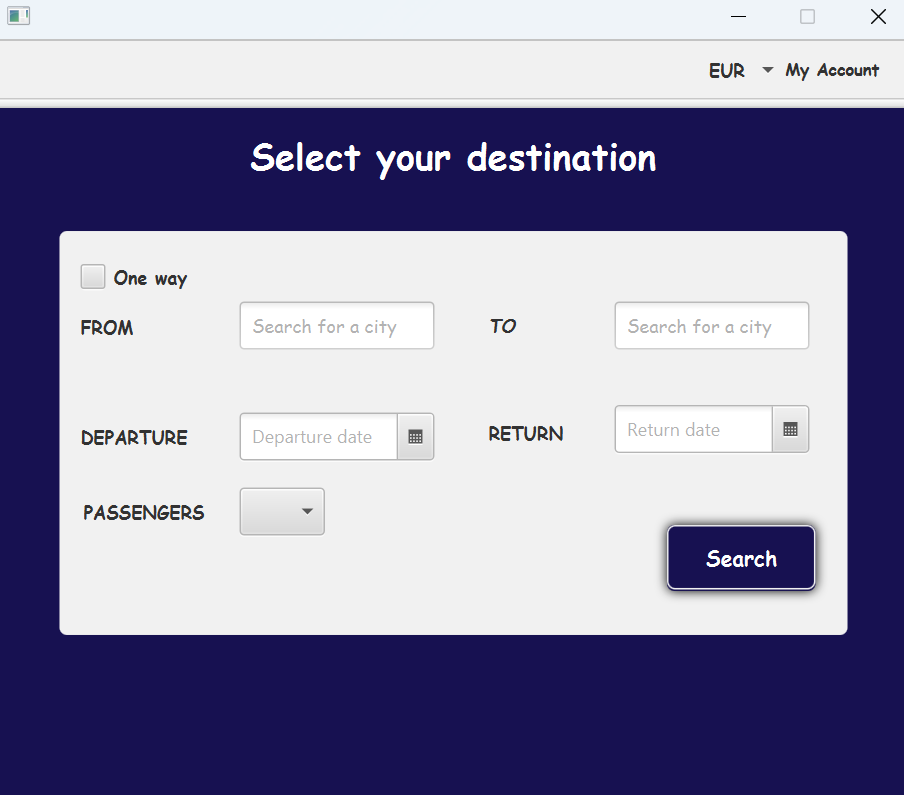 EUR My Account
Select your destination
One way
FROM Search for a city TO Search for a city
DEPARTURE Departure date RETURN Return date
PASSENGERS
Search